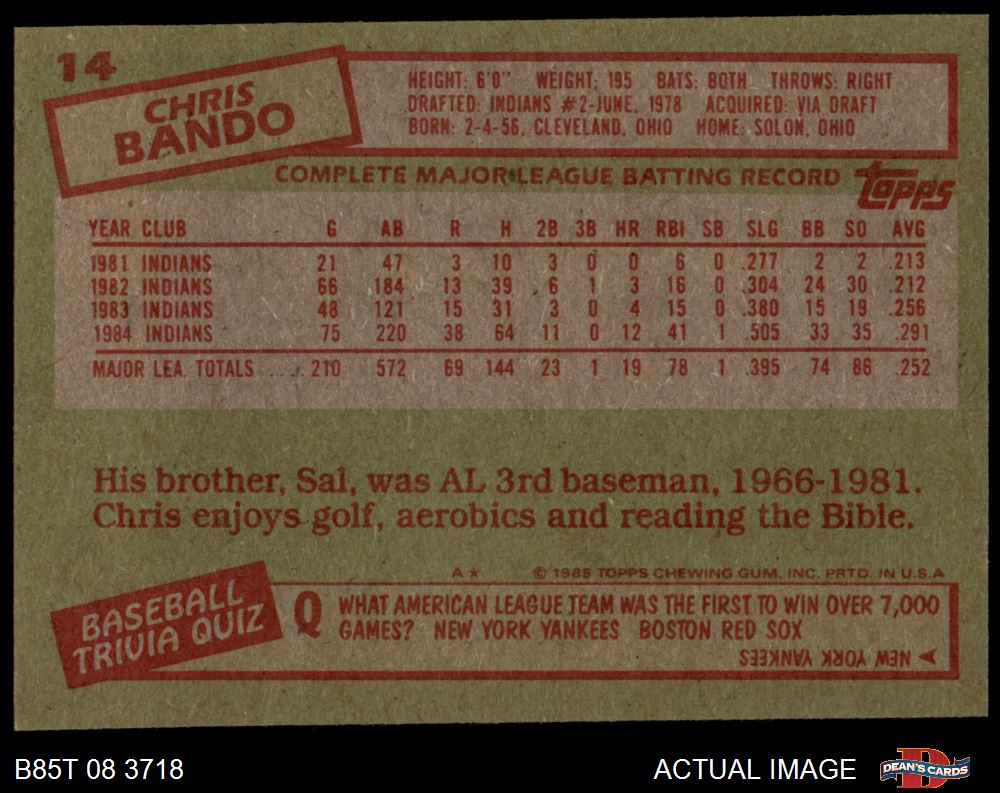 14
CHRIS
BANDO
HEIGHT: 6'0" WEIGHT: 195 BATS: BOTH THROWS: RIGHT
DRAFTED: INDIANS #2-JUNE, 1978 ACQUIRED: VIA DRAFT
BORN: 2-4-56, CLEVELAND, OHIO HOME: SOLON, OHIO
COMPLETE MAJOR LEAGUE BATTING RECORD topps
YEAR CLUB G AB R H 2B 3B HR RBI SB SLG BB SO AVG
1981 INDIANS 21 47 3 10 3 0 0 6 0 .277 2 2 .213
1982 INDIANS 66 184 13 39 6 1 3 16 0 .304 24 30 .212
1983 INDIANS 48 121 15 31 3 0 4 15 0 .380 15 19 .256
1984 INDIANS 75 220 38 64 11 0 12 41 1 .505 33 35 .291
MAJOR LEA. TOTALS ..... 210 572 69 144 23 1 19 78 1 .395 74 86 .252
His brother, Sal, was AL 3rd baseman, 1966-1981.
Chris enjoys golf, aerobics and reading the Bible.
A★ © 1985 TOPPS CHEWING GUM, INC. PRTD. IN U.S.A
BASEBALL
TRIVIA QUIZ
Q WHAT AMERICAN LEAGUE TEAM WAS THE FIRST TO WIN OVER 7,000
GAMES? NEW YORK YANKEES BOSTON RED SOX
NEW YORK YANKEES
B85T 08 3718 ACTUAL IMAGE DEAN'S CARDS